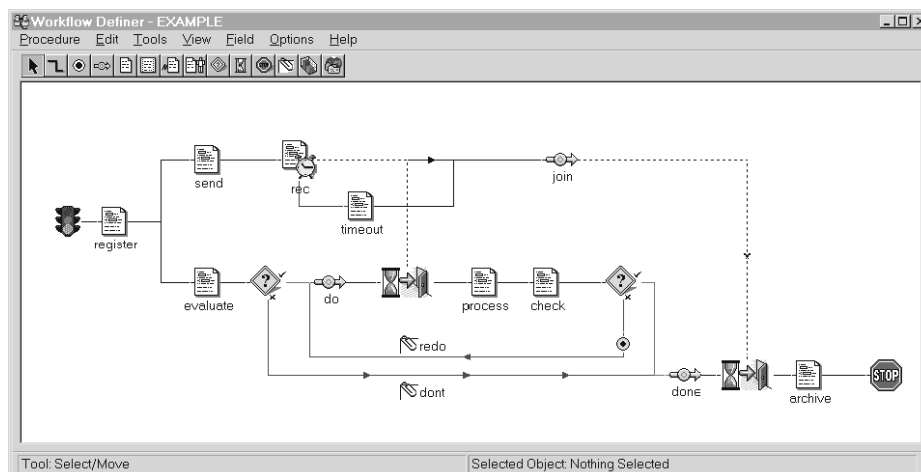 Workflow Definer - EXAMPLE
Procedure Edit Tools View Field Options Help
send
rec
join
register
timeout
evaluate
do
process
check
redo
dont
done
archive
STOP
Tool: Select/Move
Selected Object: Nothing Selected